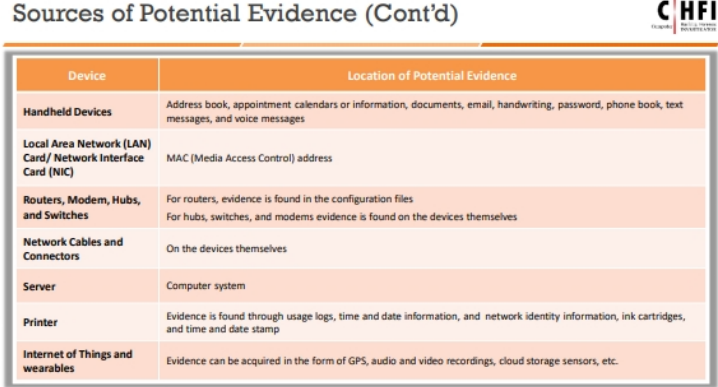 Sources of Potential Evidence (Cont'd)
C HFI
Device
Location of Potential Evidence
Handheld Devices
Address book, appointment calendars or information, documents, email, handwriting, password, phone book, text
messages, and voice messages
Local Area Network (LAN)
Card/ Network Interface
Card (NIC)
MAC (Media Access Control) address
Routers, Modem, Hubs,
and Switches
For routers, evidence is found in the configuration files
For hubs, switches, and modems evidence is found on the devices themselves
Network Cables and
Connectors
On the devices themselves
Server
Computer system
Printer
Evidence is found through usage logs, time and date information, and network identity information, ink cartridges,
and time and date stamp
Internet of Things and
wearables
Evidence can be acquired in the form of GPS, audio and video recordings, cloud storage sensors, etc.